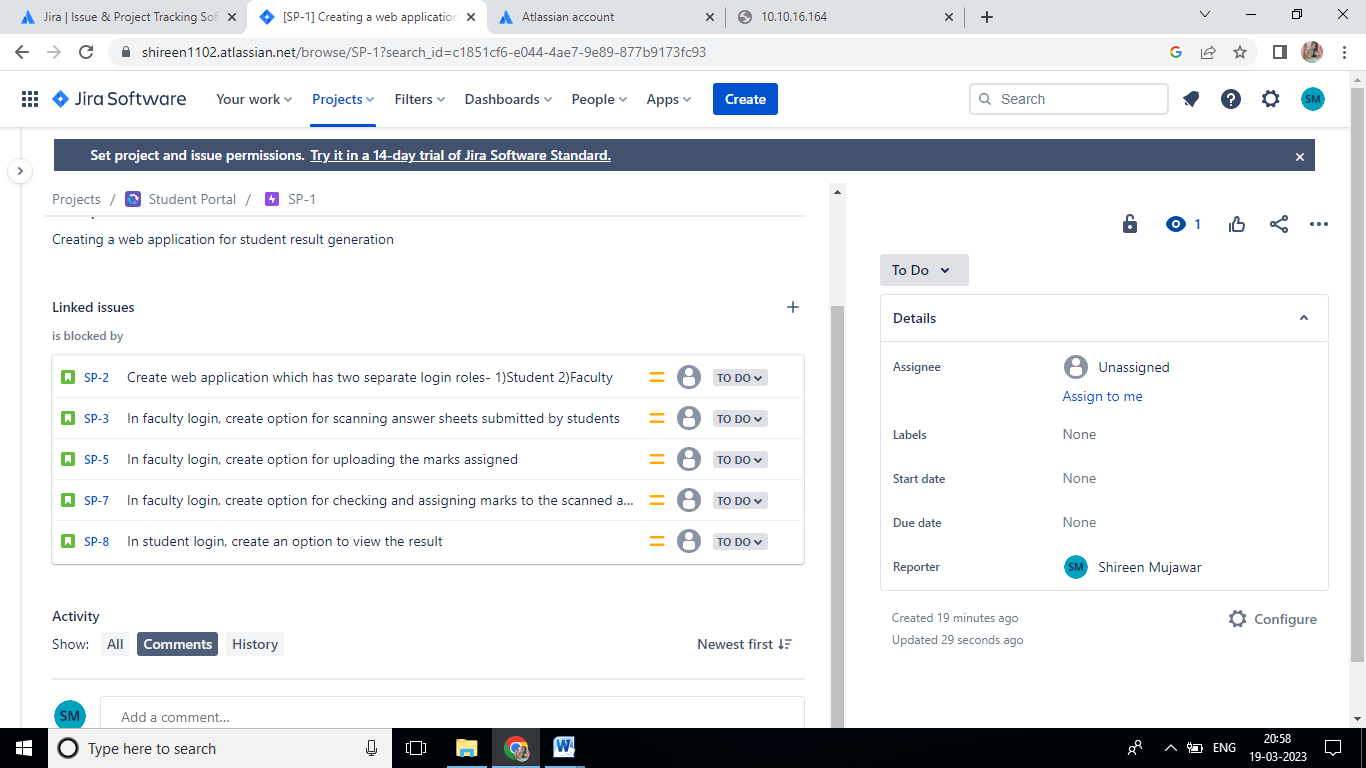 Jira | Issue & Project Tracking Sof
[SP-1] Creating a web application
Atlassian account
10.10.16.164
shireen1102.atlassian.net/browse/SP-1?search_id=c1851cf6-e044-4ae7-9e89-877b9173fc93
Jira Software
Your work
Projects
Filters
Dashboards
People
Apps
Create
Search
SM
Set project and issue permissions. Try it in a 14-day trial of Jira Software Standard.
Projects / Student Portal / SP-1
1
Creating a web application for student result generation
To Do
Linked issues
is blocked by
SP-2 Create web application which has two separate login roles- 1)Student 2)Faculty TO DO
SP-3 In faculty login, create option for scanning answer sheets submitted by students TO DO
SP-5 In faculty login, create option for uploading the marks assigned TO DO
SP-7 In faculty login, create option for checking and assigning marks to the scanned a... TO DO
SP-8 In student login, create an option to view the result TO DO
Details
Assignee Unassigned
Assign to me
Labels None
Start date None
Due date None
Reporter SM Shireen Mujawar
Created 19 minutes ago
Updated 29 seconds ago
Configure
Activity
Show: All Comments History Newest first
SM Add a comment...
Type here to search
W
ENG
20:58
19-03-2023